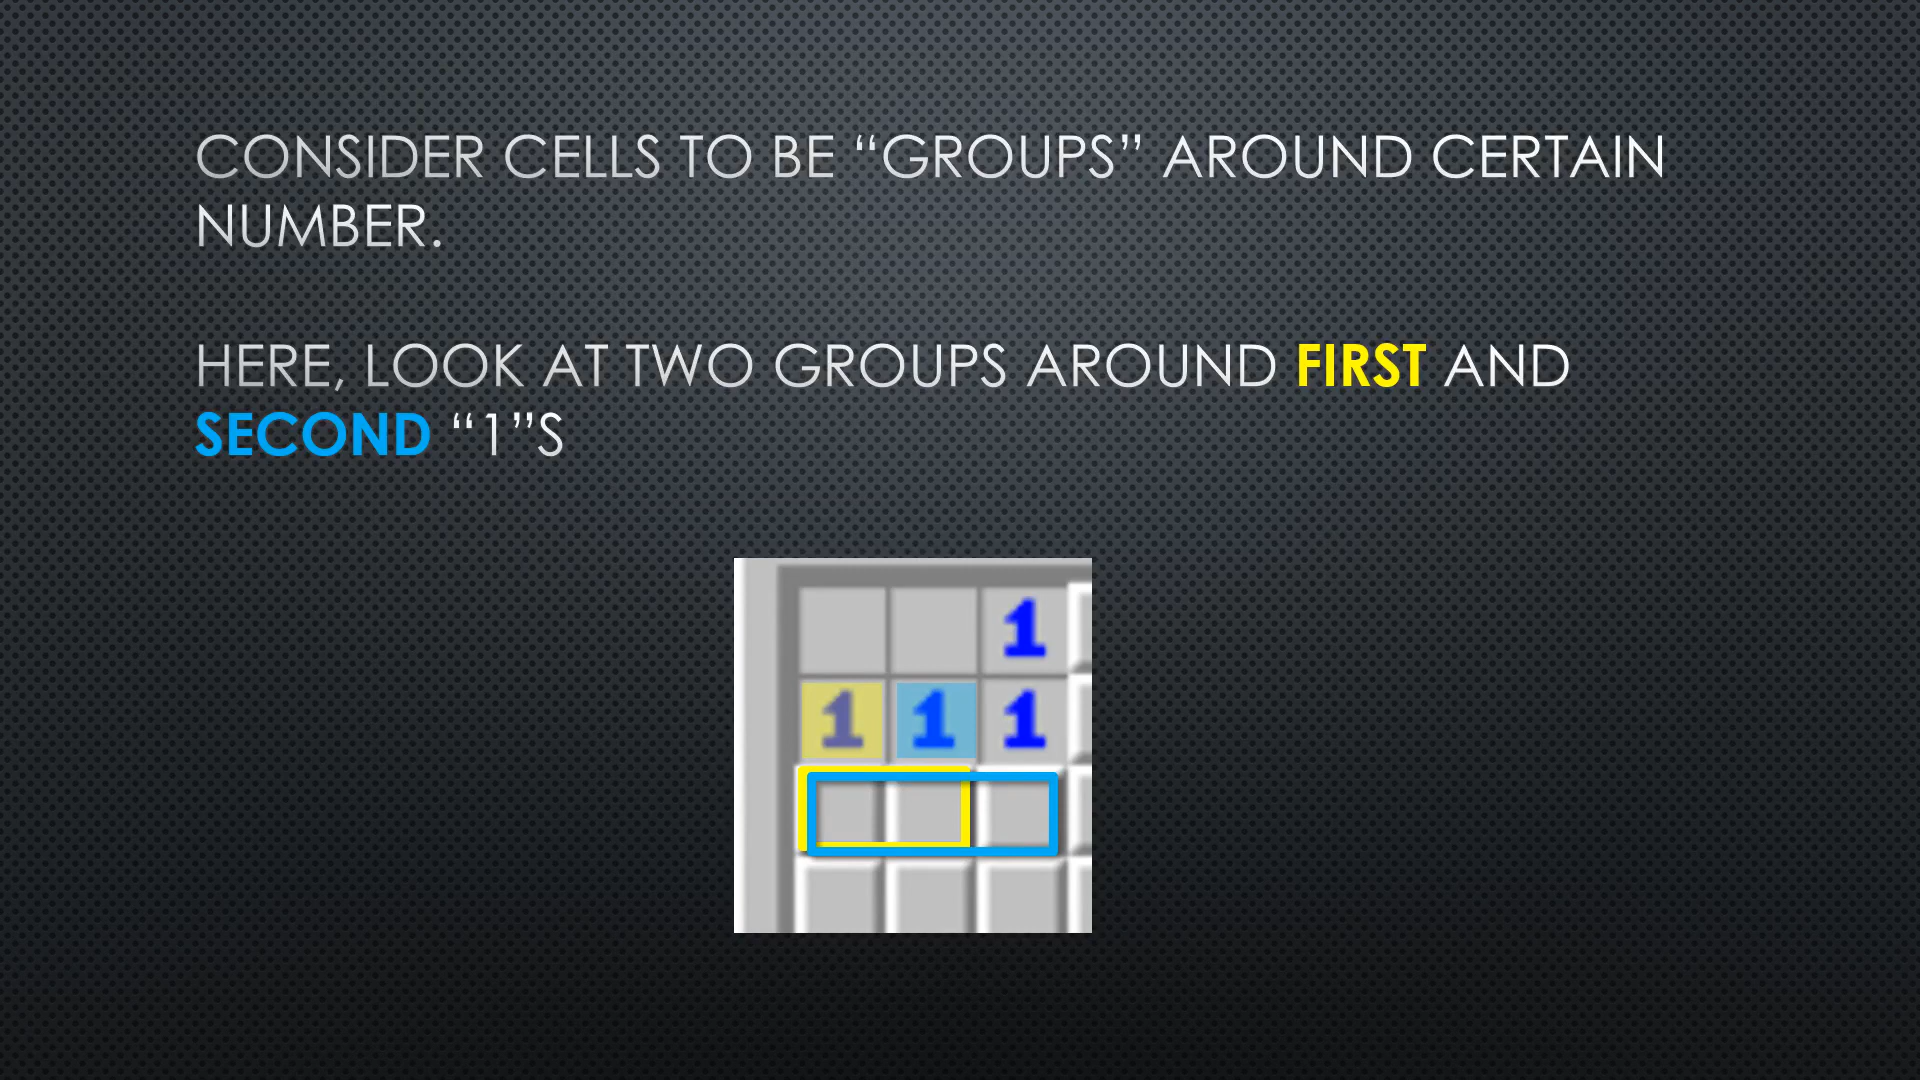 CONSIDER CELLS TO BE “GROUPS” AROUND CERTAIN
NUMBER.
HERE, LOOK AT TWO GROUPS AROUND FIRST AND
SECOND “1”S
1
1 1 1